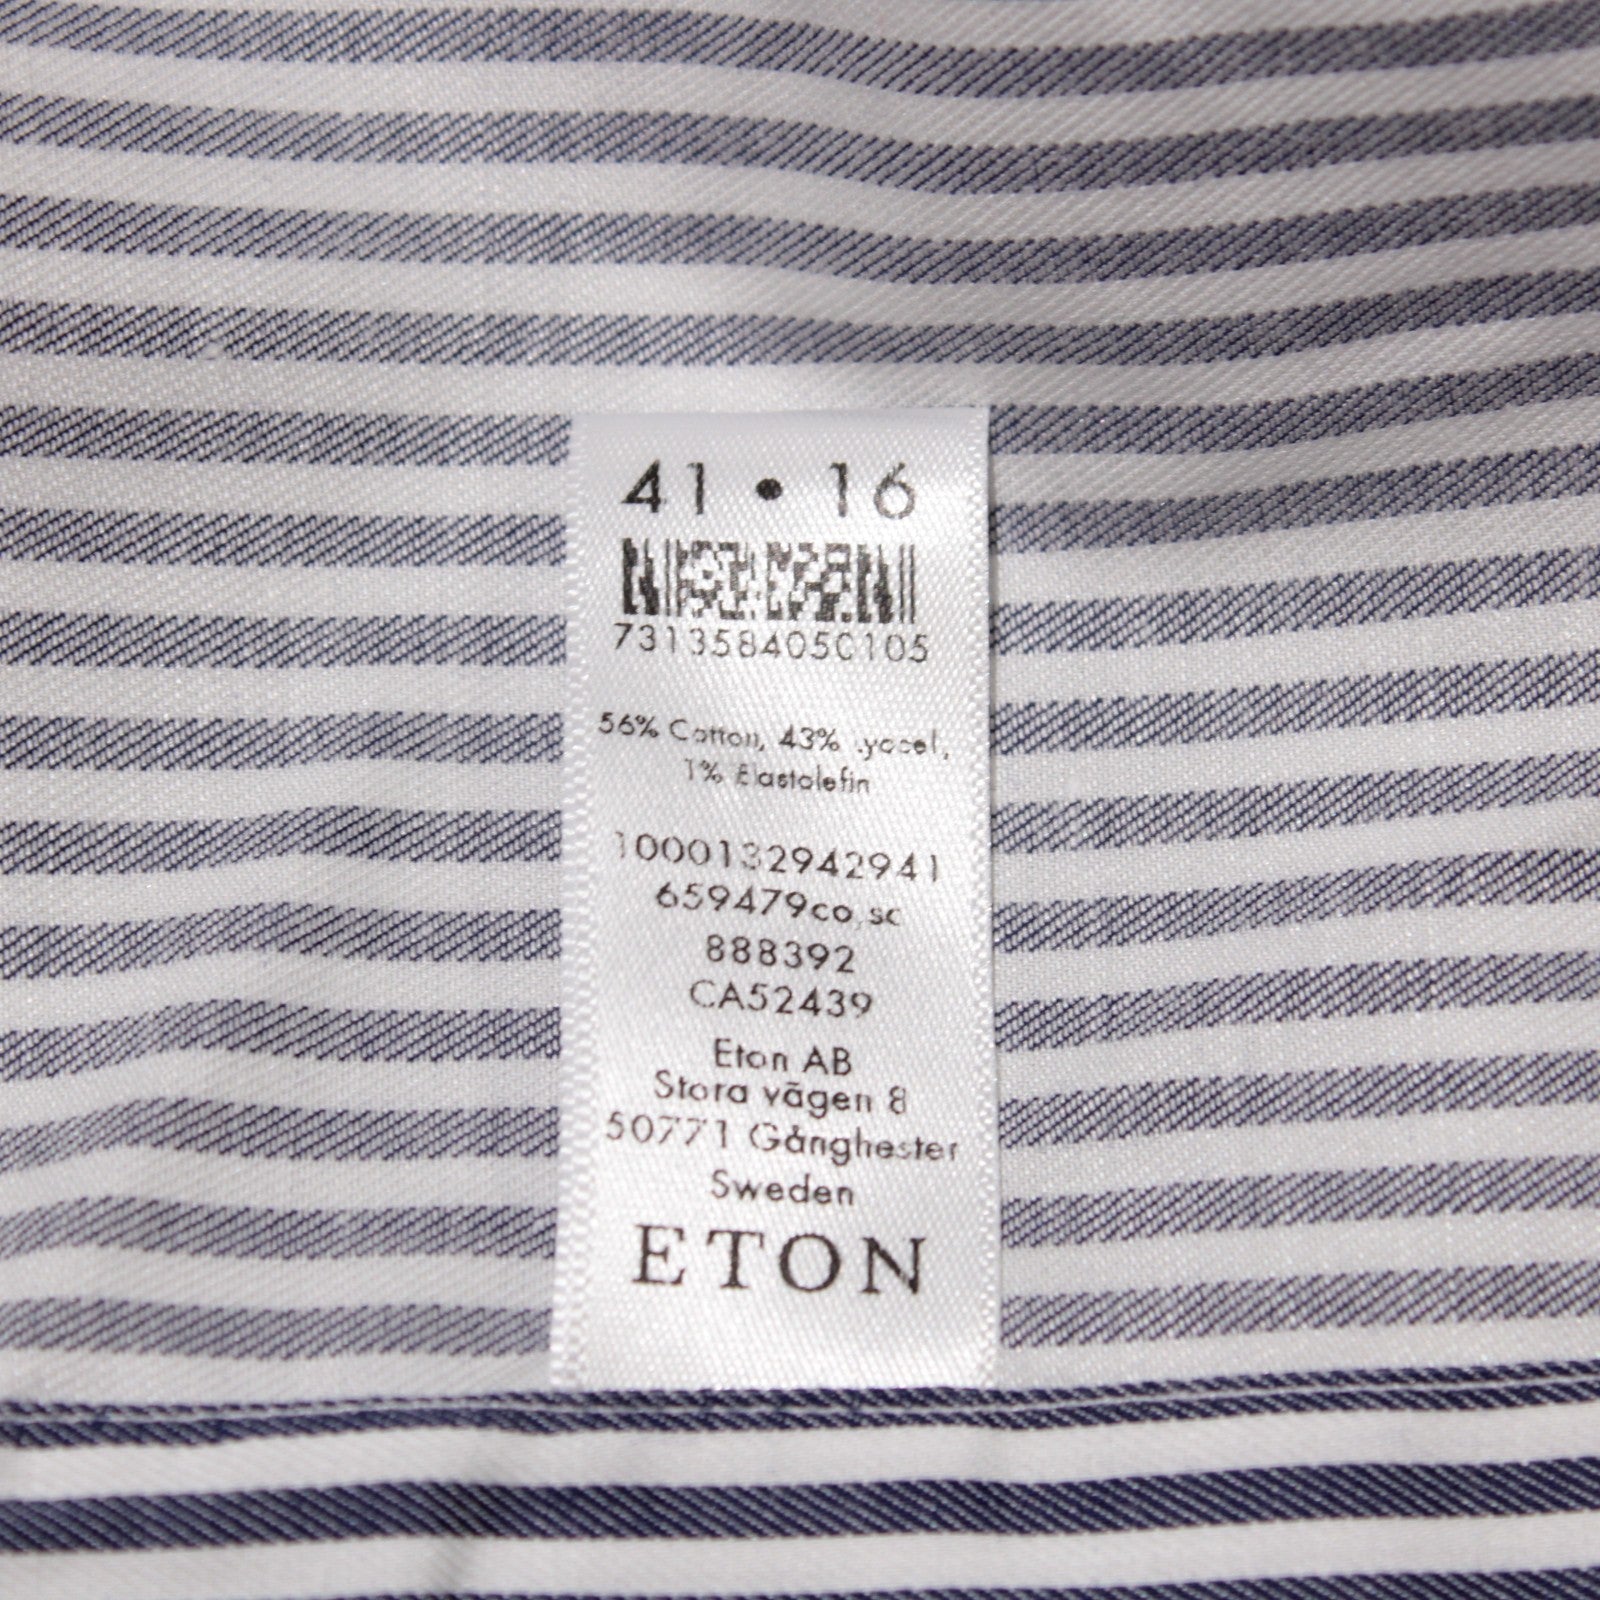 41 • 16
7313584050105
56% Cotton, 43% Lyocel,
1% Elastolefin
1000132942941
659479co,sc
888392
CA52439
Eton AB
Stora vägen 8
50771 Gånghester
Sweden
ETON